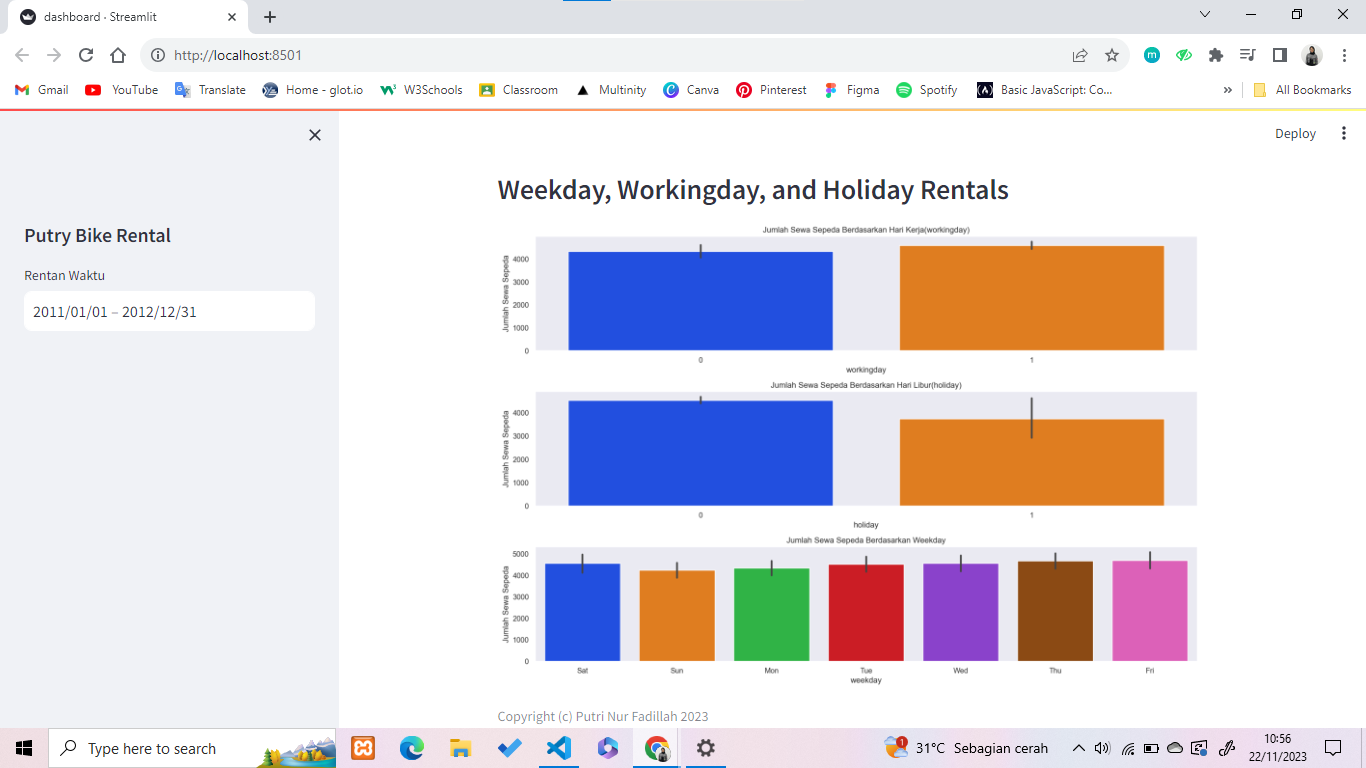 dashboard · Streamlit
http://localhost:8501
m
Gmail YouTube Translate Home - glot.io W3Schools Classroom Multinity Canva Pinterest Figma Spotify Basic JavaScript: Co... » All Bookmarks
Deploy
Putry Bike Rental
Rentan Waktu
2011/01/01 – 2012/12/31
Weekday, Workingday, and Holiday Rentals
Jumlah Sewa Sepeda Berdasarkan Hari Kerja(workingday)
Jumlah Sewa Sepeda
4000
3000
2000
1000
0
0 1
workingday
Jumlah Sewa Sepeda Berdasarkan Hari Libur(holiday)
Jumlah Sewa Sepeda
4000
3000
2000
1000
0
0 1
holiday
Jumlah Sewa Sepeda Berdasarkan Weekday
Jumlah Sewa Sepeda
5000
4000
3000
2000
1000
0
Sat Sun Mon Tue Wed Thu Fri
weekday
Copyright (c) Putri Nur Fadillah 2023
Type here to search
1
31°C Sebagian cerah
10:56
22/11/2023